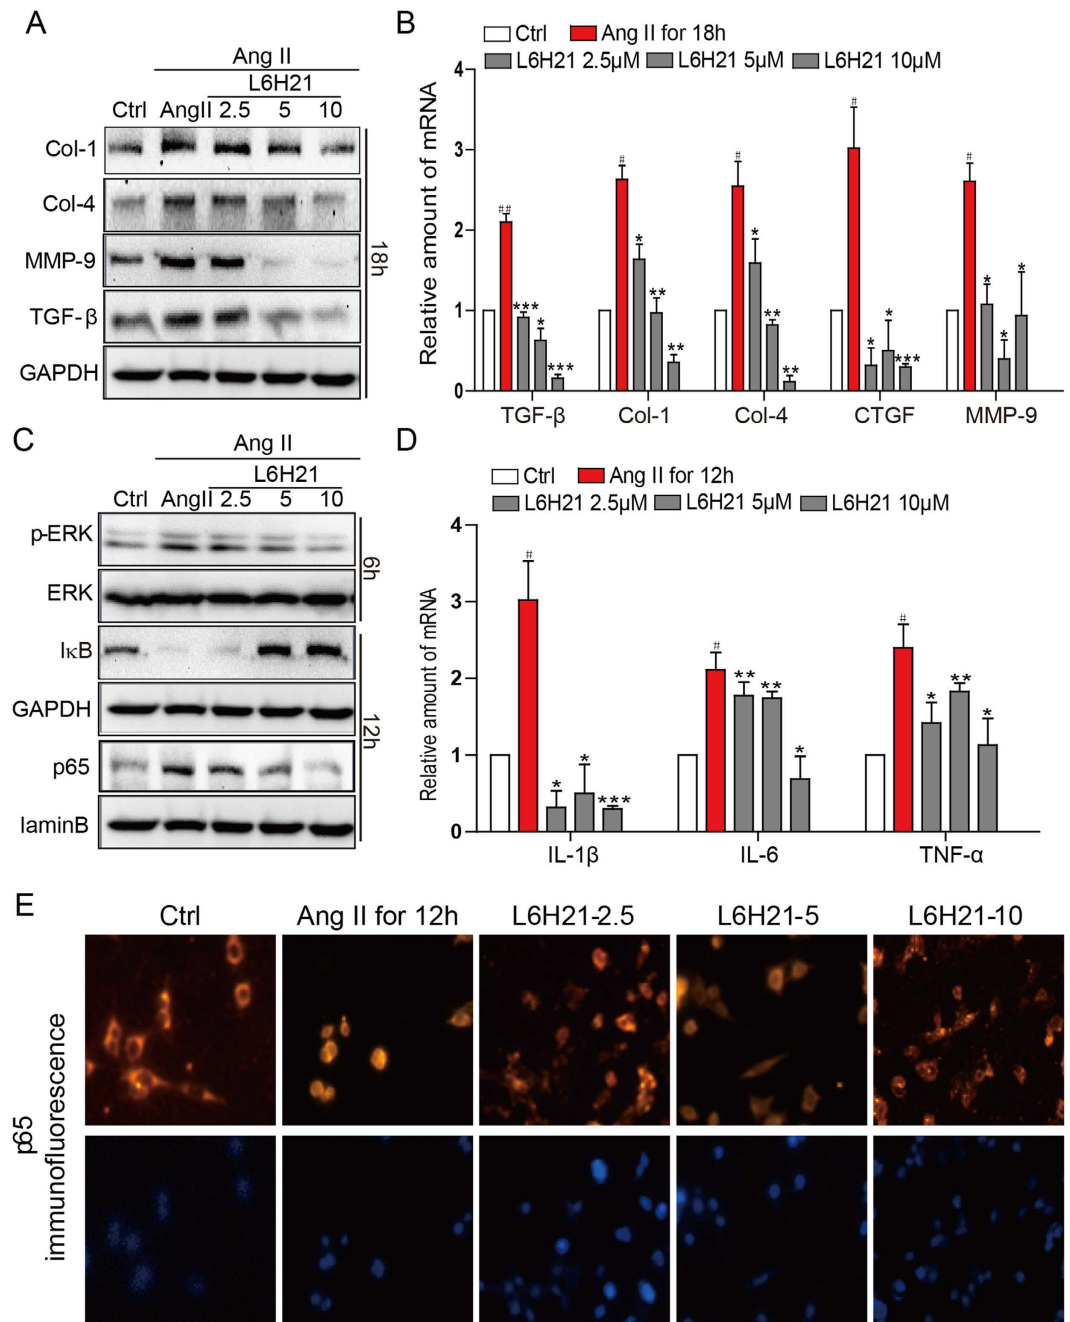 A
Ang II
L6H21
Ctrl AngII 2.5 5 10
Col-1
Col-4
MMP-9
TGF-β
GAPDH
18h
B
Ctrl Ang II for 18h
L6H21 2.5μM L6H21 5μM L6H21 10μM
Relative amount of mRNA
4
3
2
1
0
## *** * ***
# * ** **
# * ** **
# * * ***
# * * *
TGF-β Col-1 Col-4 CTGF MMP-9
C
Ang II
L6H21
Ctrl AngII 2.5 5 10
p-ERK
ERK
6h
IκB
GAPDH
p65
laminB
12h
D
Ctrl Ang II for 12h
L6H21 2.5μM L6H21 5μM L6H21 10μM
Relative amount of mRNA
4
3
2
1
0
# * * ***
# ** ** *
# * ** *
IL-1β IL-6 TNF-α
E
Ctrl Ang II for 12h L6H21-2.5 L6H21-5 L6H21-10
p65
immunofluorescence